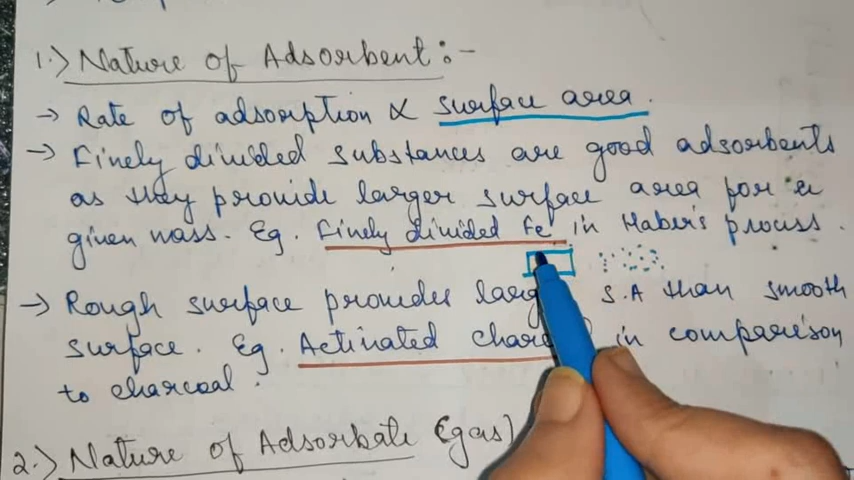 1.) Nature of Adsorbent :-
→ Rate of adsorption ∝ surface area.
→ Finely divided substances are good adsorbents
as they provide larger surface area for a
given mass. Eg. Finely divided Fe in Haber's process.
→ Rough surface provides larg S.A than smooth
surface. Eg. Activated charc in comparison
to charcoal.
2.) Nature of Adsorbate (gas)